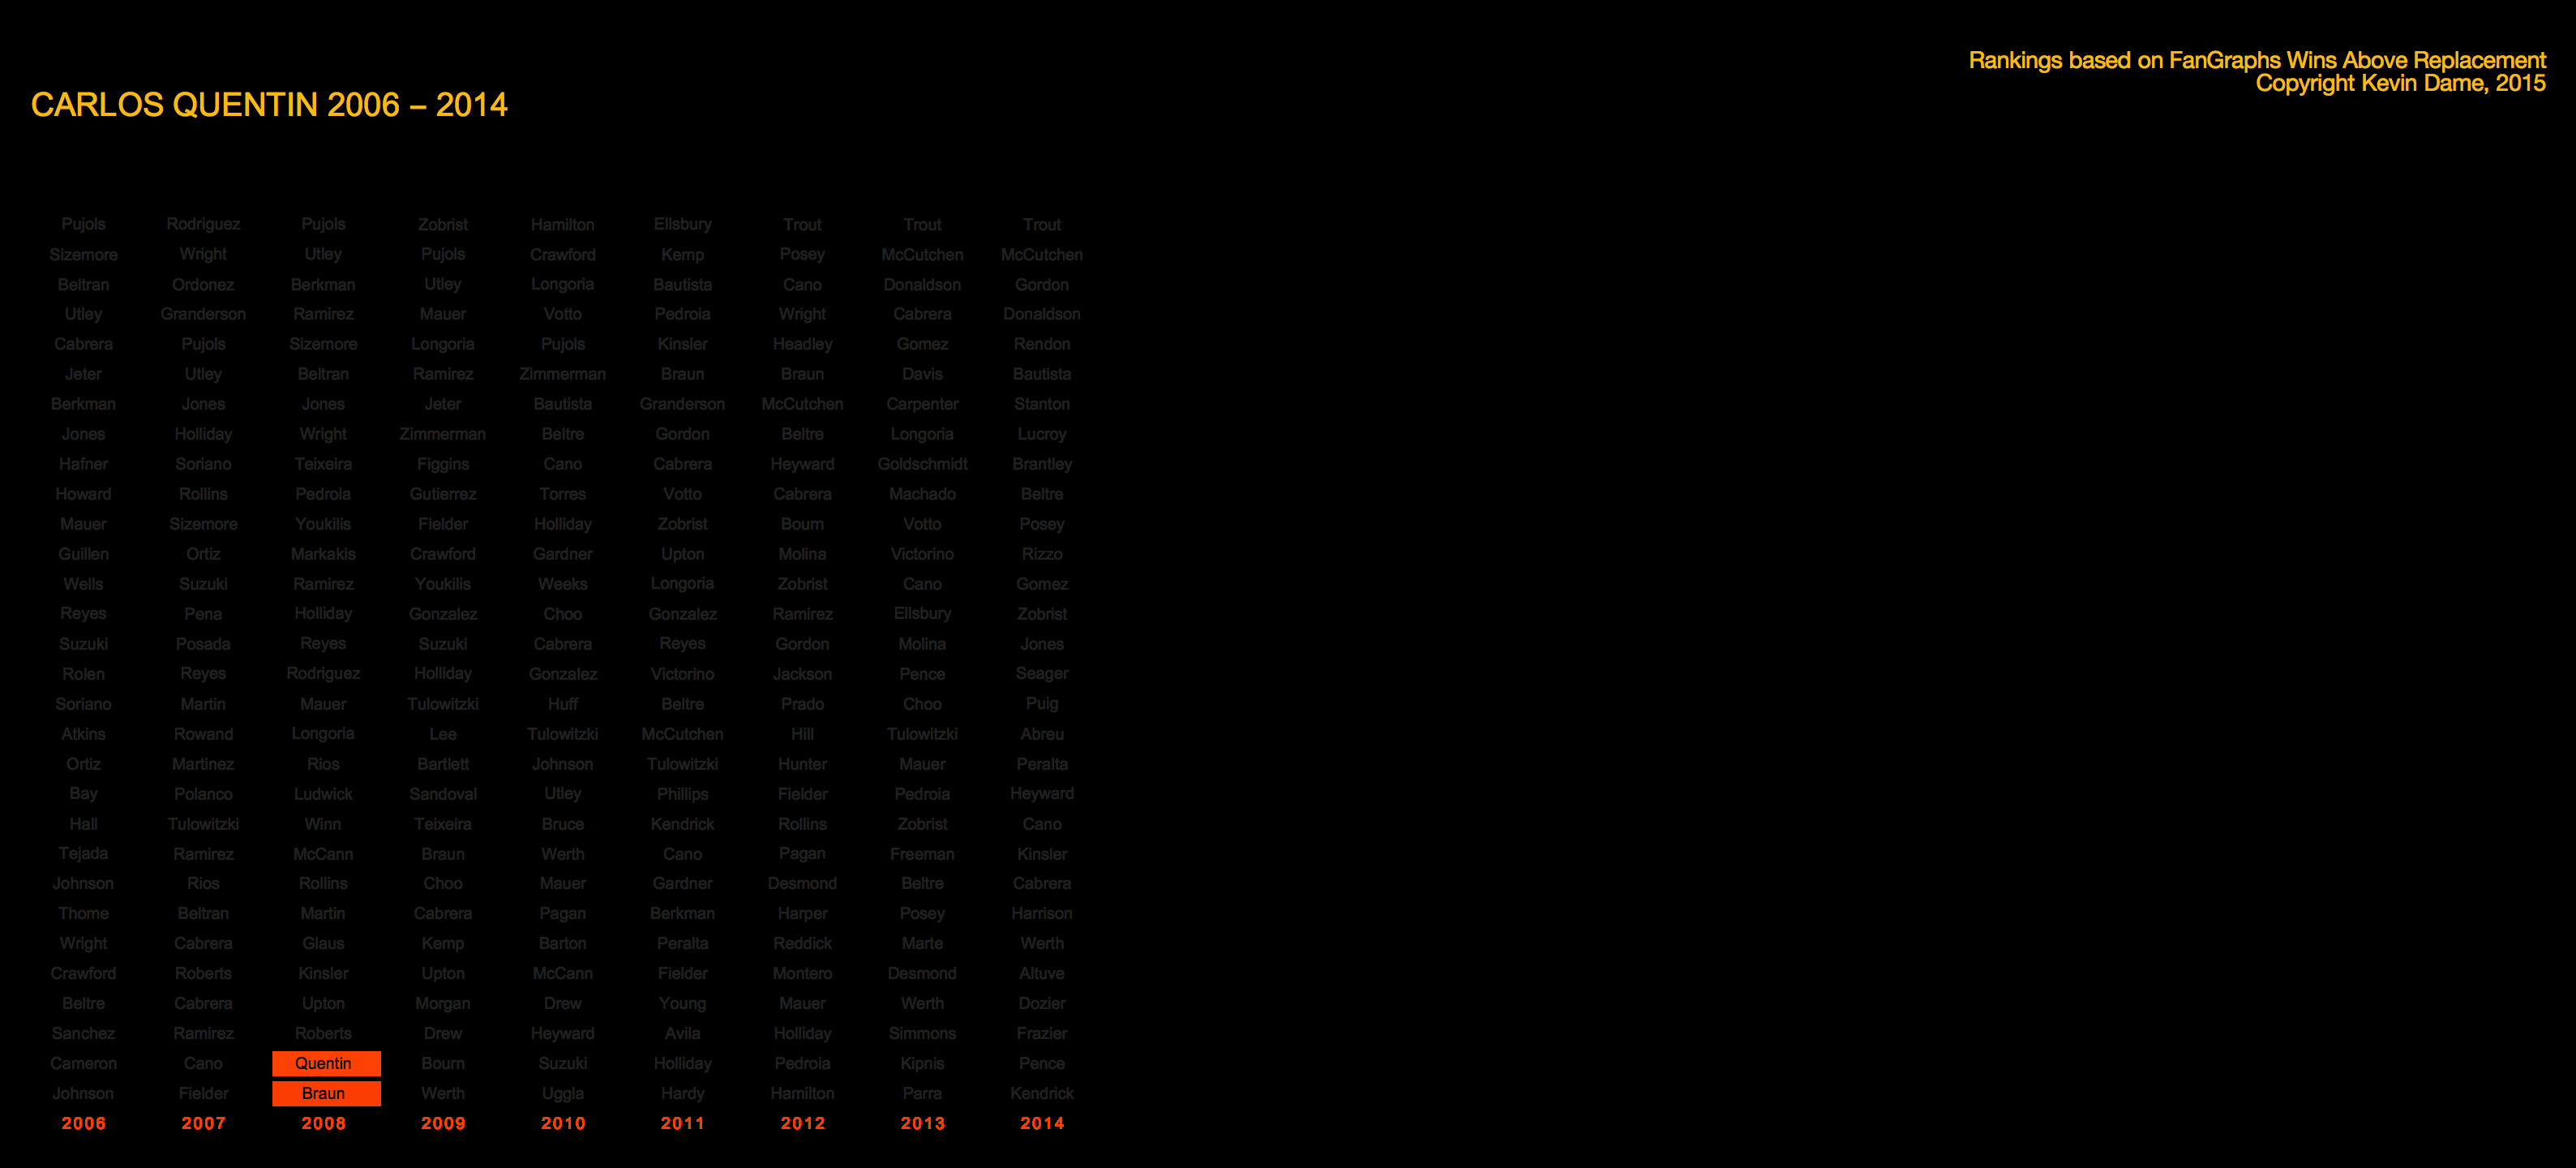 Rankings based on FanGraphs Wins Above Replacement
Copyright Kevin Dame, 2015
CARLOS QUENTIN 2006 – 2014
Pujols Rodriguez Pujols Zobrist Hamilton Ellsbury Trout Trout Trout
Sizemore Wright Utley Pujols Crawford Kemp Posey McCutchen McCutchen
Beltran Ordonez Berkman Utley Longoria Bautista Cano Donaldson Gordon
Utley Granderson Ramirez Mauer Votto Pedroia Wright Cabrera Donaldson
Cabrera Pujols Sizemore Longoria Pujols Kinsler Headley Gomez Rendon
Jeter Utley Beltran Ramirez Zimmerman Braun Braun Davis Bautista
Berkman Jones Jones Jeter Bautista Granderson McCutchen Carpenter Stanton
Jones Holliday Wright Zimmerman Beltre Gordon Beltre Longoria Lucroy
Hafner Soriano Teixeira Figgins Cano Cabrera Heyward Goldschmidt Brantley
Howard Rollins Pedroia Gutierrez Torres Votto Cabrera Machado Beltre
Mauer Sizemore Youkilis Fielder Holliday Zobrist Bourn Votto Posey
Guillen Ortiz Markakis Crawford Gardner Upton Molina Victorino Rizzo
Wells Suzuki Ramirez Youkilis Weeks Longoria Zobrist Cano Gomez
Reyes Pena Holliday Gonzalez Choo Gonzalez Ramirez Ellsbury Zobrist
Suzuki Posada Reyes Suzuki Cabrera Reyes Gordon Molina Jones
Rolen Reyes Rodriguez Holliday Gonzalez Victorino Jackson Pence Seager
Soriano Martin Mauer Tulowitzki Huff Beltre Prado Choo Puig
Atkins Rowand Longoria Lee Tulowitzki McCutchen Hill Tulowitzki Abreu
Ortiz Martinez Rios Bartlett Johnson Tulowitzki Hunter Mauer Peralta
Bay Polanco Ludwick Sandoval Utley Phillips Fielder Pedroia Heyward
Hall Tulowitzki Winn Teixeira Bruce Kendrick Rollins Zobrist Cano
Tejada Ramirez McCann Braun Werth Cano Pagan Freeman Kinsler
Johnson Rios Rollins Choo Mauer Gardner Desmond Beltre Cabrera
Thome Beltran Martin Cabrera Pagan Berkman Harper Posey Harrison
Wright Cabrera Glaus Kemp Barton Peralta Reddick Marte Werth
Crawford Roberts Kinsler Upton McCann Fielder Montero Desmond Altuve
Beltre Cabrera Upton Morgan Drew Young Mauer Werth Dozier
Sanchez Ramirez Roberts Drew Heyward Avila Holliday Simmons Frazier
Cameron Cano Quentin Bourn Suzuki Holliday Pedroia Kipnis Pence
Johnson Fielder Braun Werth Uggla Hardy Hamilton Parra Kendrick
2006 2007 2008 2009 2010 2011 2012 2013 2014